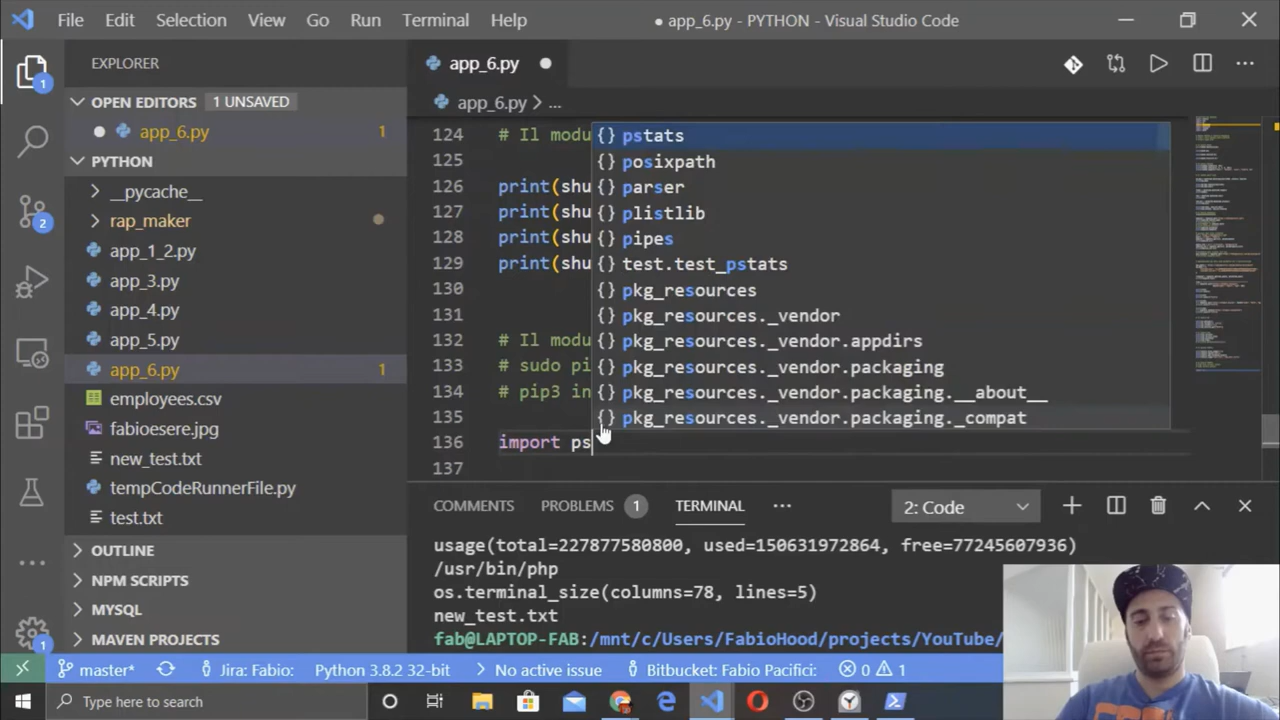 File Edit Selection View Go Run Terminal Help
● app_6.py - PYTHON - Visual Studio Code
EXPLORER
OPEN EDITORS 1 UNSAVED
app_6.py 1
PYTHON
__pycache__
rap_maker
app_1_2.py
app_3.py
app_4.py
app_5.py
app_6.py 1
employees.csv
fabioesere.jpg
new_test.txt
tempCodeRunnerFile.py
test.txt
OUTLINE
NPM SCRIPTS
MYSQL
MAVEN PROJECTS
1
2
1
app_6.py
app_6.py > ...
124 # Il modu
125
126 print(shu
127 print(shu
128 print(shu
129 print(shu
130
131
132 # Il modu
133 # sudo pi
134 # pip3 in
135
136 import ps
137
{} pstats
{} posixpath
{} parser
{} plistlib
{} pipes
{} test.test_pstats
{} pkg_resources
{} pkg_resources._vendor
{} pkg_resources._vendor.appdirs
{} pkg_resources._vendor.packaging
{} pkg_resources._vendor.packaging.__about__
{} pkg_resources._vendor.packaging._compat
COMMENTS PROBLEMS 1 TERMINAL ... 2: Code
usage(total=227877580800, used=150631972864, free=77245607936)
/usr/bin/php
os.terminal_size(columns=78, lines=5)
new_test.txt
fab@LAPTOP-FAB:/mnt/c/Users/FabioHood/projects/YouTube/
master* Jira: Fabio: Python 3.8.2 32-bit No active issue Bitbucket: Fabio Pacifici: 0 1
Type here to search